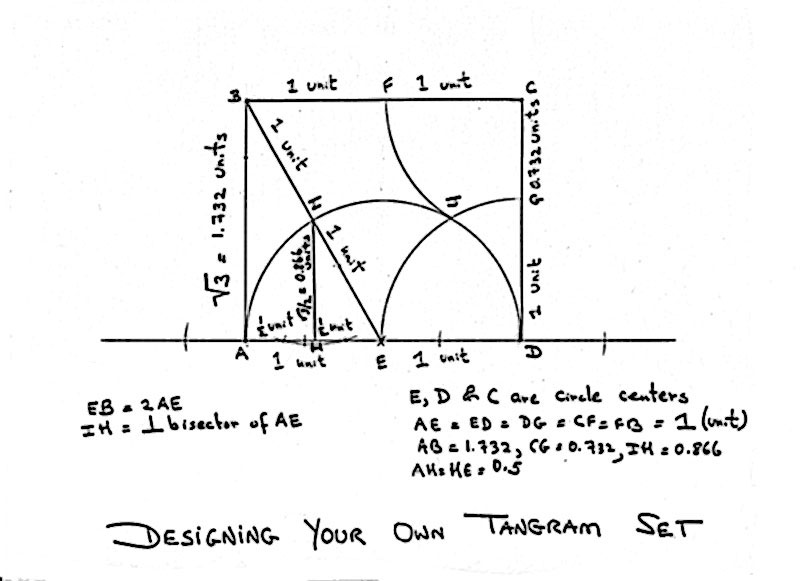 1 unit F 1 unit C
B
1 unit
√3 = 1.732 units
G 0.732 units
1 unit
√3/2 = 0.866 units
1 unit
½ unit ½ unit
A H E D
1 unit 1 unit
EB = 2AE
IH = ⊥ bisector of AE
E, D & C are circle centers
AE = ED = DG = CF = FB = 1 (unit)
AB = 1.732, CG = 0.732, IH = 0.866
AH = HE = 0.5
DESIGNING YOUR OWN TANGRAM SET